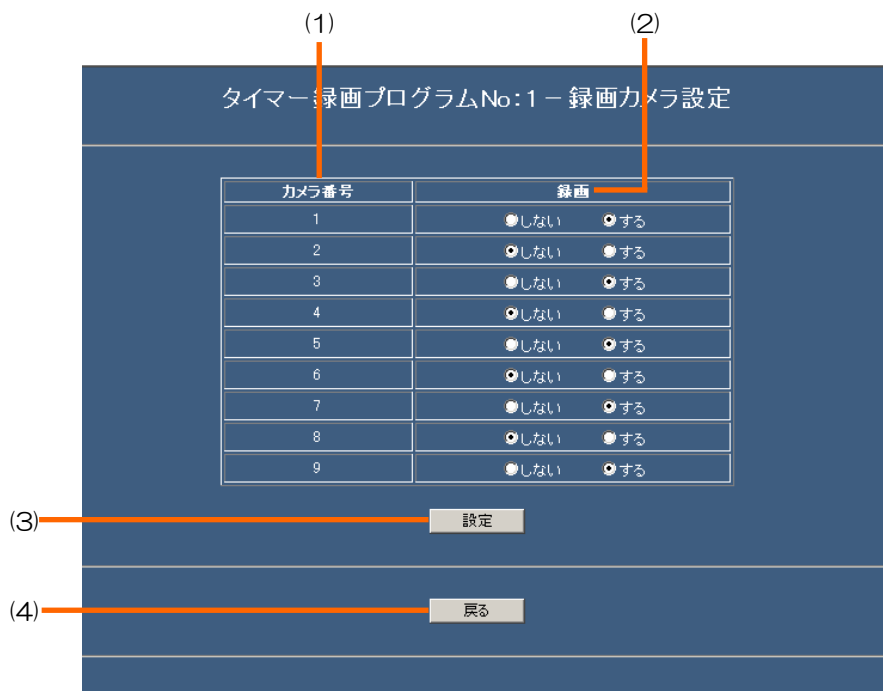 (1) (2)
タイマー録画プログラムNo:1－録画カメラ設定
カメラ番号 録画
1 しない する
2 しない する
3 しない する
4 しない する
5 しない する
6 しない する
7 しない する
8 しない する
9 しない する
(3) 設定
(4) 戻る